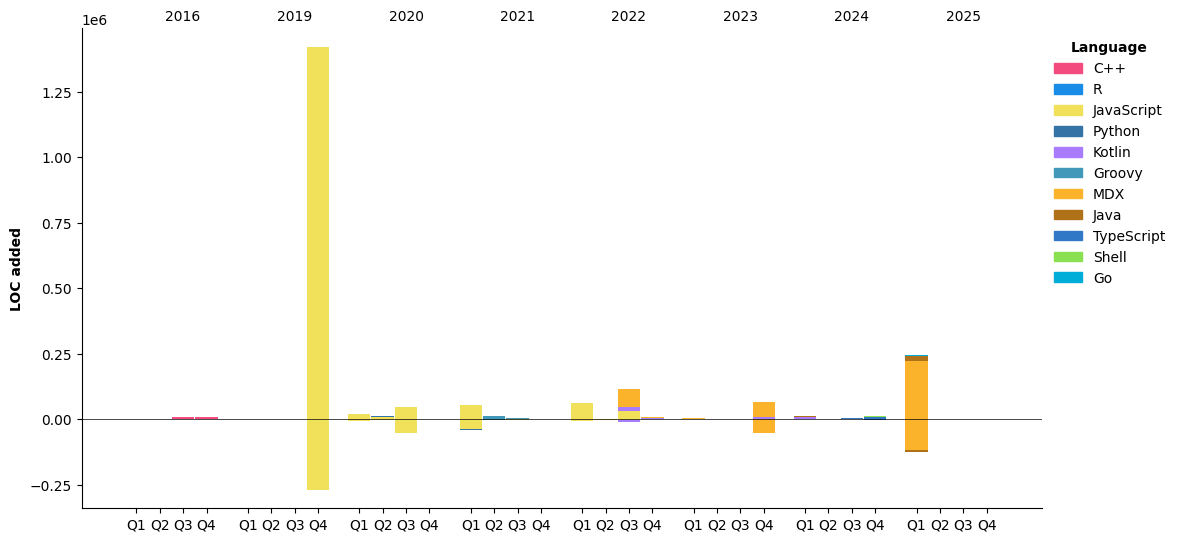 2016 2019 2020 2021 2022 2023 2024 2025
1e6
Language
C++
R
JavaScript
Python
Kotlin
Groovy
MDX
Java
TypeScript
Shell
Go
LOC added
1.25
1.00
0.75
0.50
0.25
0.00
−0.25
Q1 Q2 Q3 Q4 Q1 Q2 Q3 Q4 Q1 Q2 Q3 Q4 Q1 Q2 Q3 Q4 Q1 Q2 Q3 Q4 Q1 Q2 Q3 Q4 Q1 Q2 Q3 Q4 Q1 Q2 Q3 Q4